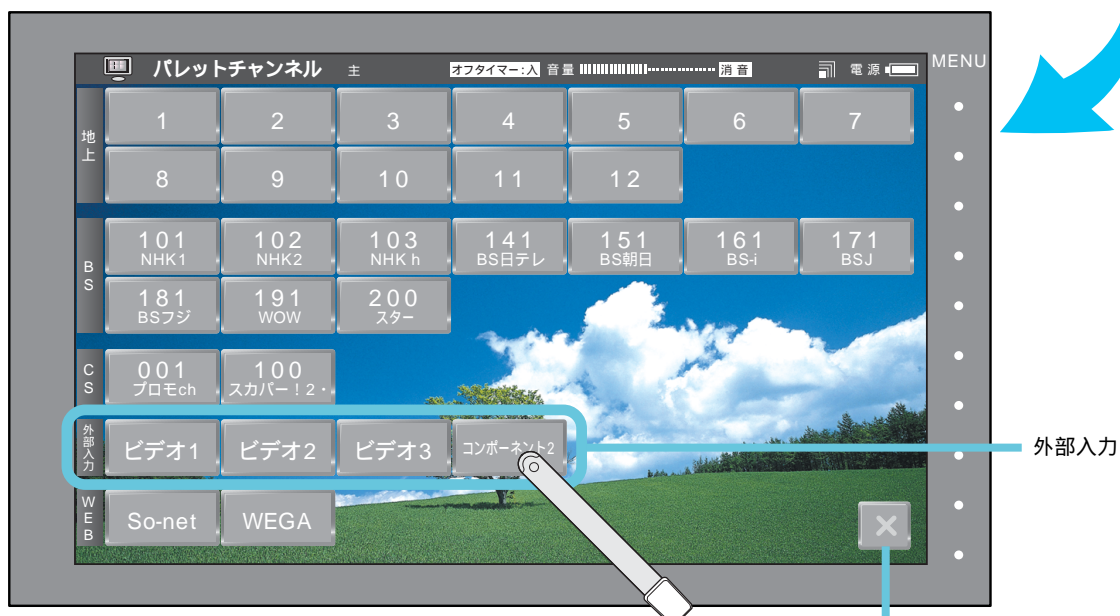 パレットチャンネル 主 オフタイマー:入 音量 消音 電源 MENU
地上
1 2 3 4 5 6 7
8 9 10 11 12
BS
101 102 103 141 151 161 171
NHK1 NHK2 NHK h BS日テレ BS朝日 BS-i BSJ
181 191 200
BSフジ WOW スター
CS
001 100
プロモch スカパー！2・
外部入力
ビデオ1 ビデオ2 ビデオ3 コンポーネント2
外部入力
WEB
So-net WEGA